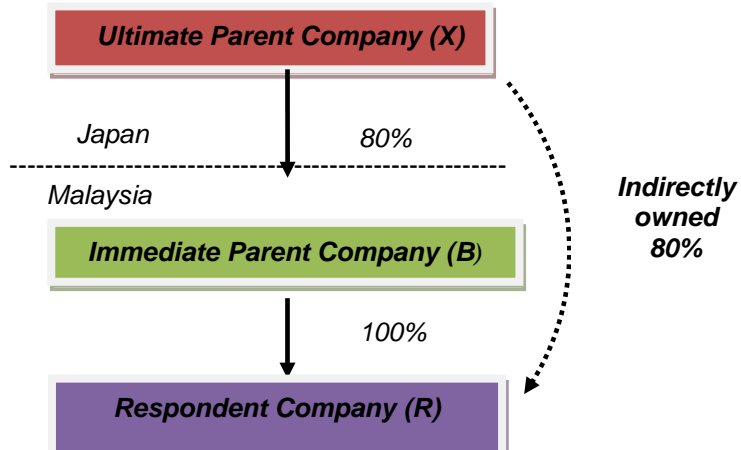 Ultimate Parent Company (X)
Japan
80%
Malaysia
Indirectly
owned
80%
Immediate Parent Company (B)
100%
Respondent Company (R)